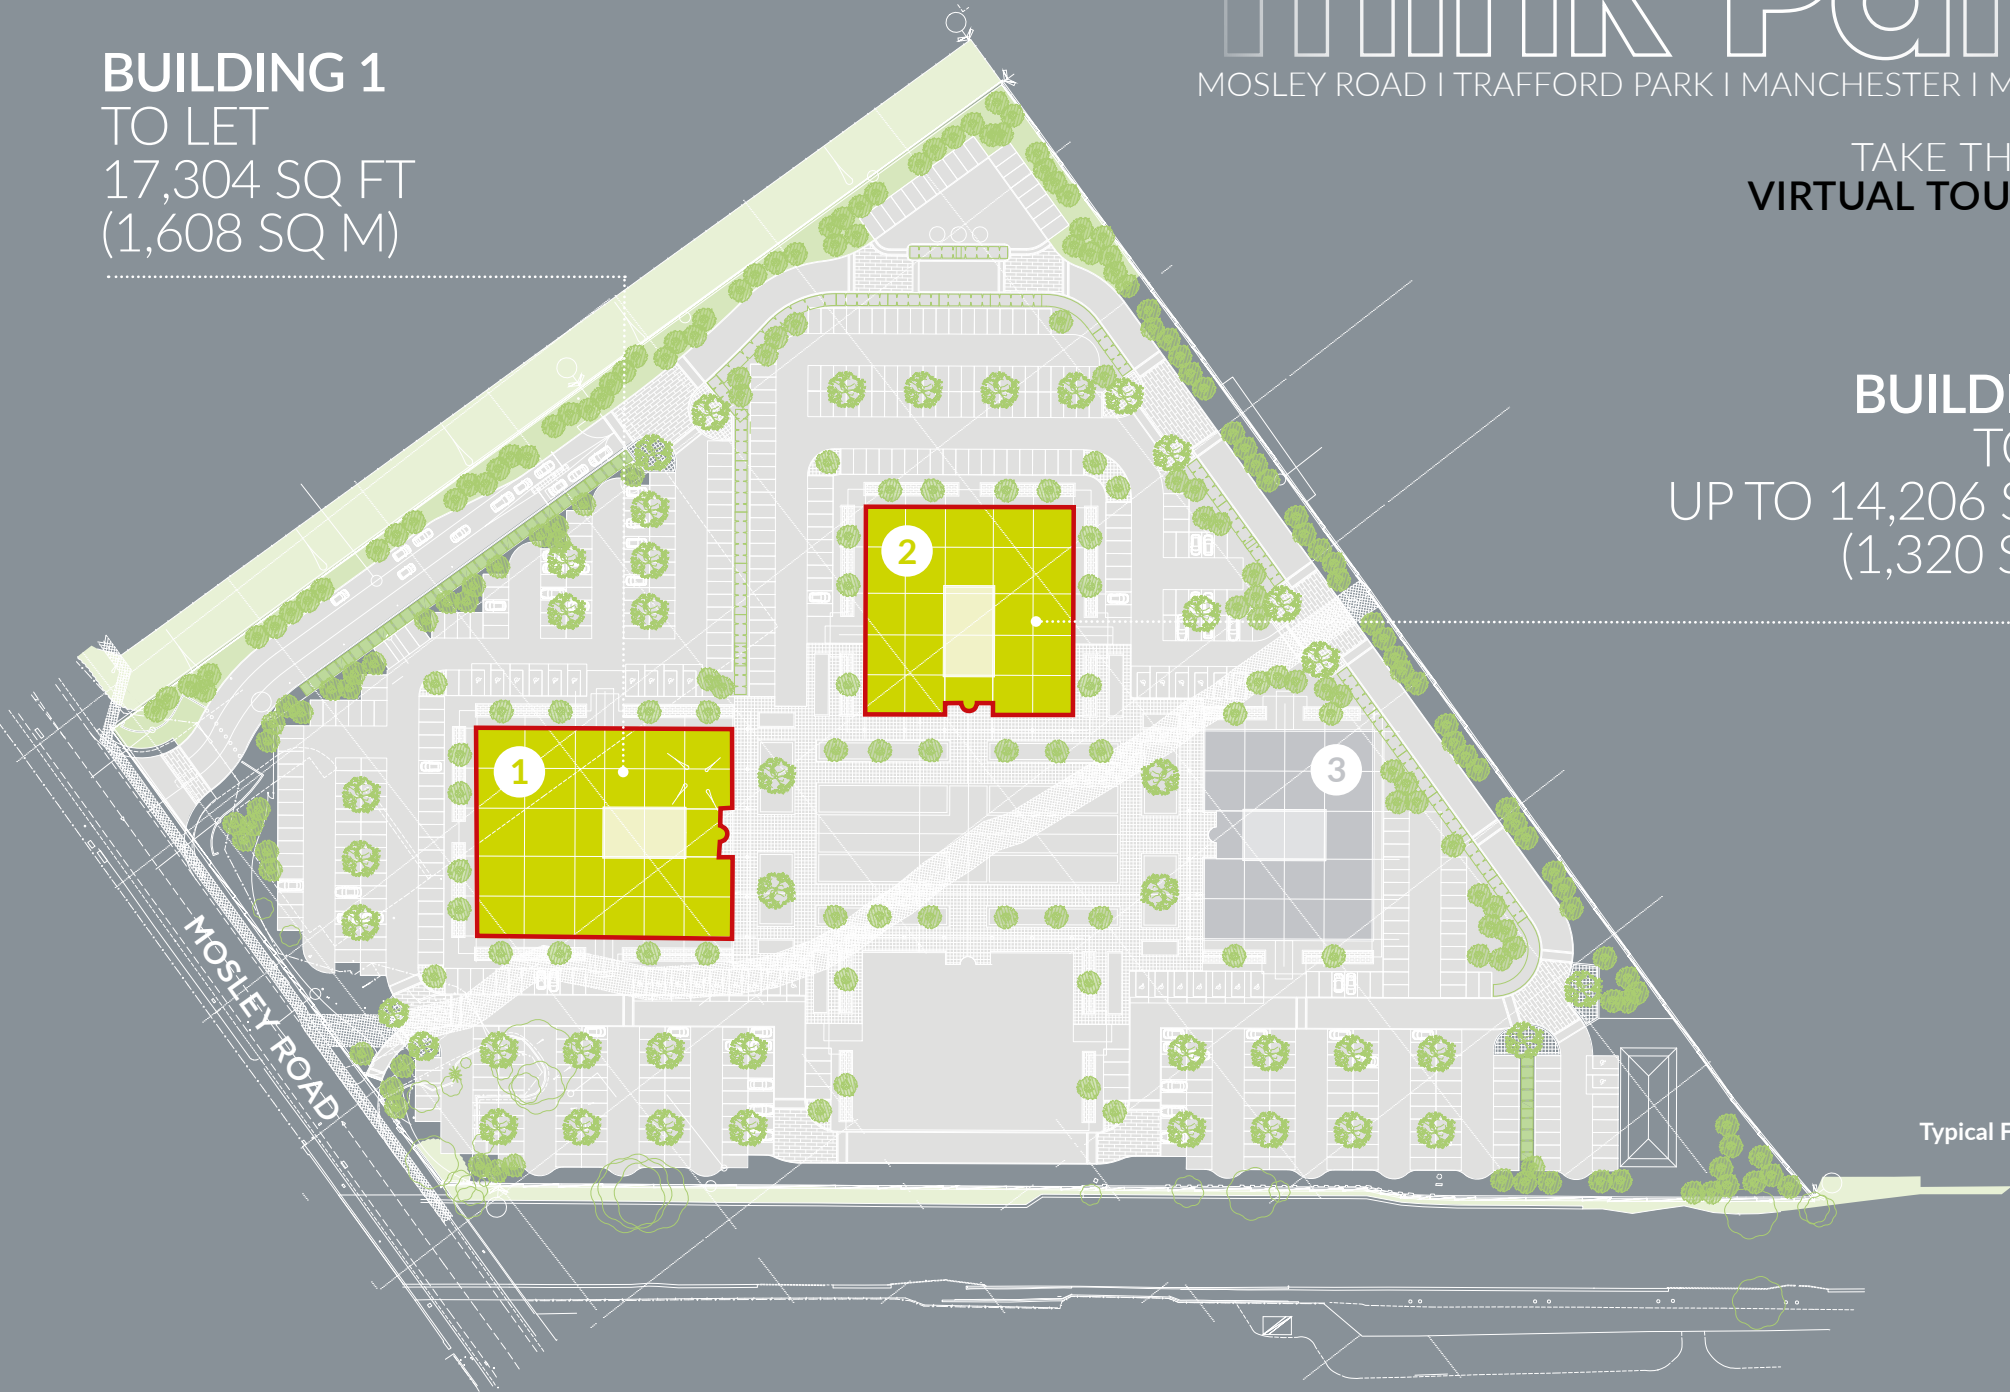 BUILDING 1
TO LET
17,304 SQ FT
(1,608 SQ M)
MOSLEY ROAD I TRAFFORD PARK I MANCHESTER I M
TAKE TH
VIRTUAL TOU
BUILD
TO
UP TO 14,206 S
(1,320 S
2
1
3
MOSLEY ROAD
Typical F